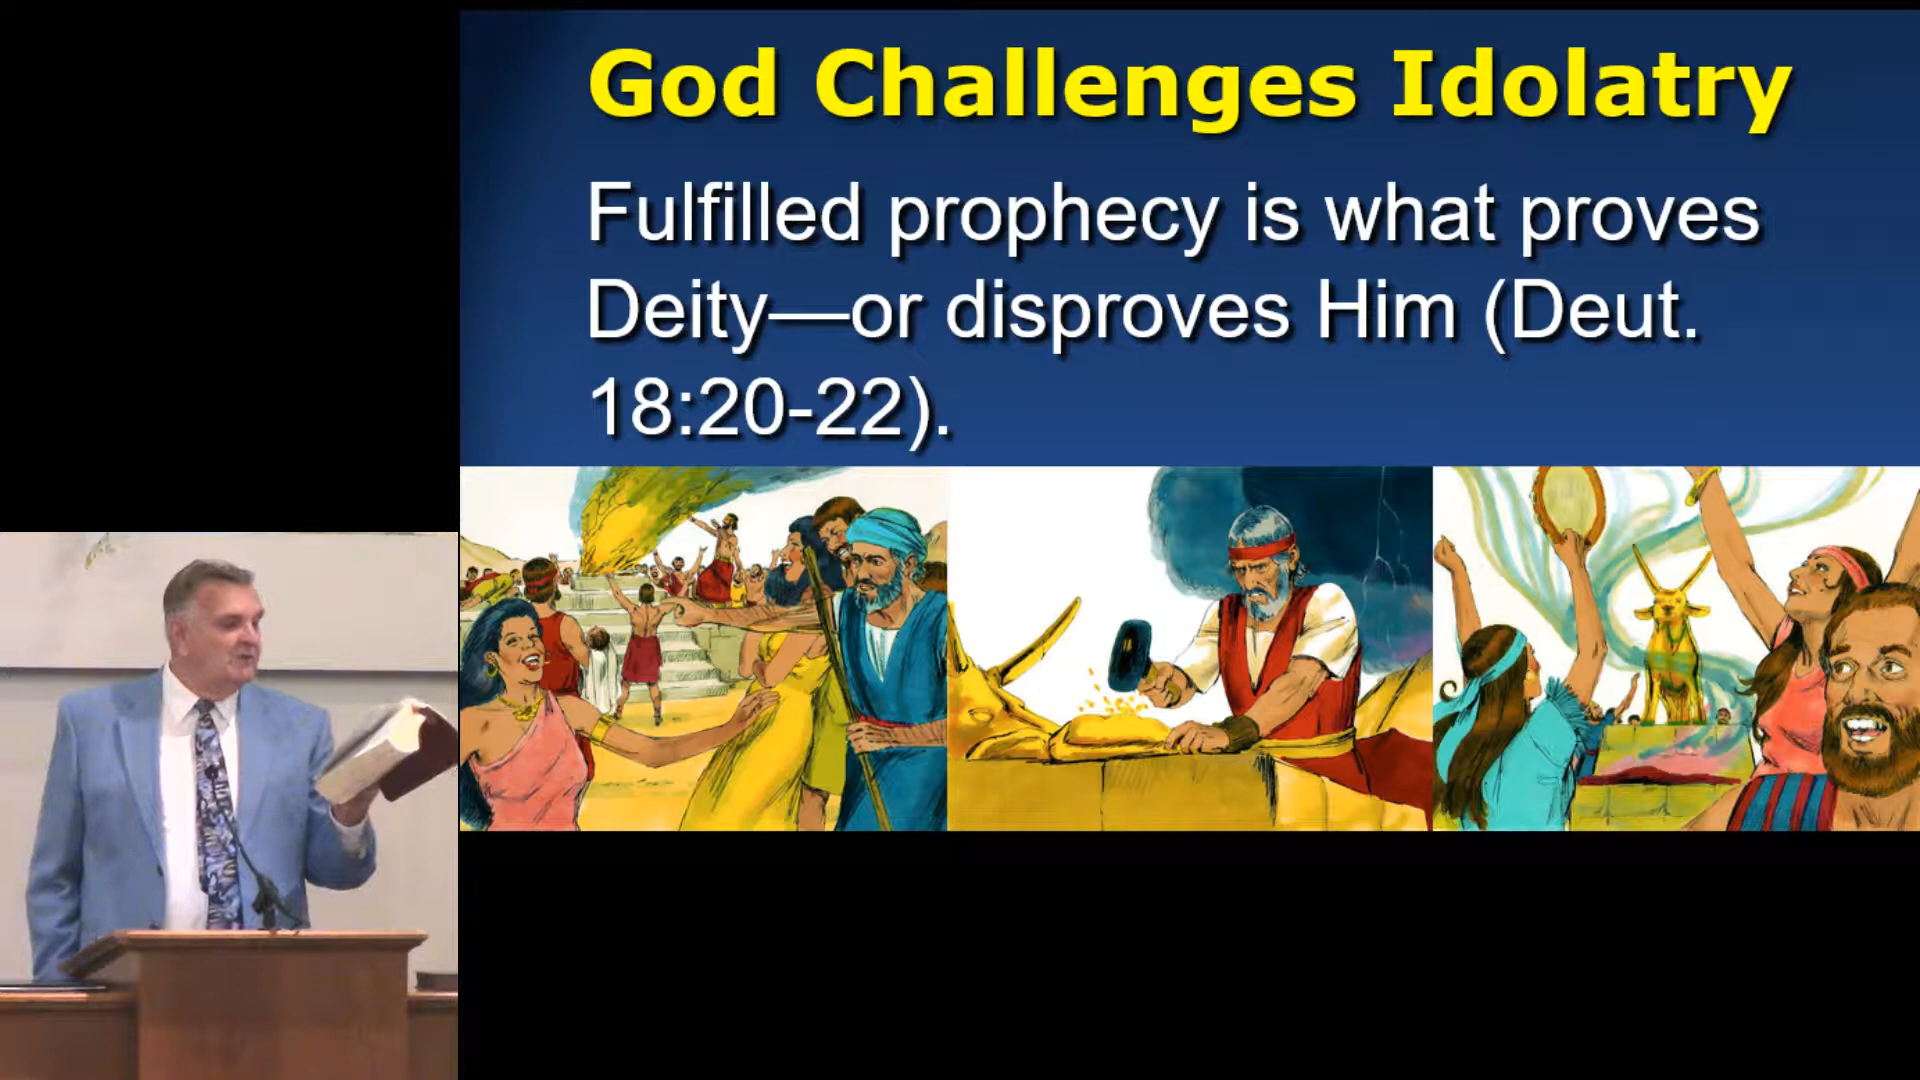 God Challenges Idolatry
Fulfilled prophecy is what proves
Deity—or disproves Him (Deut.
18:20-22).